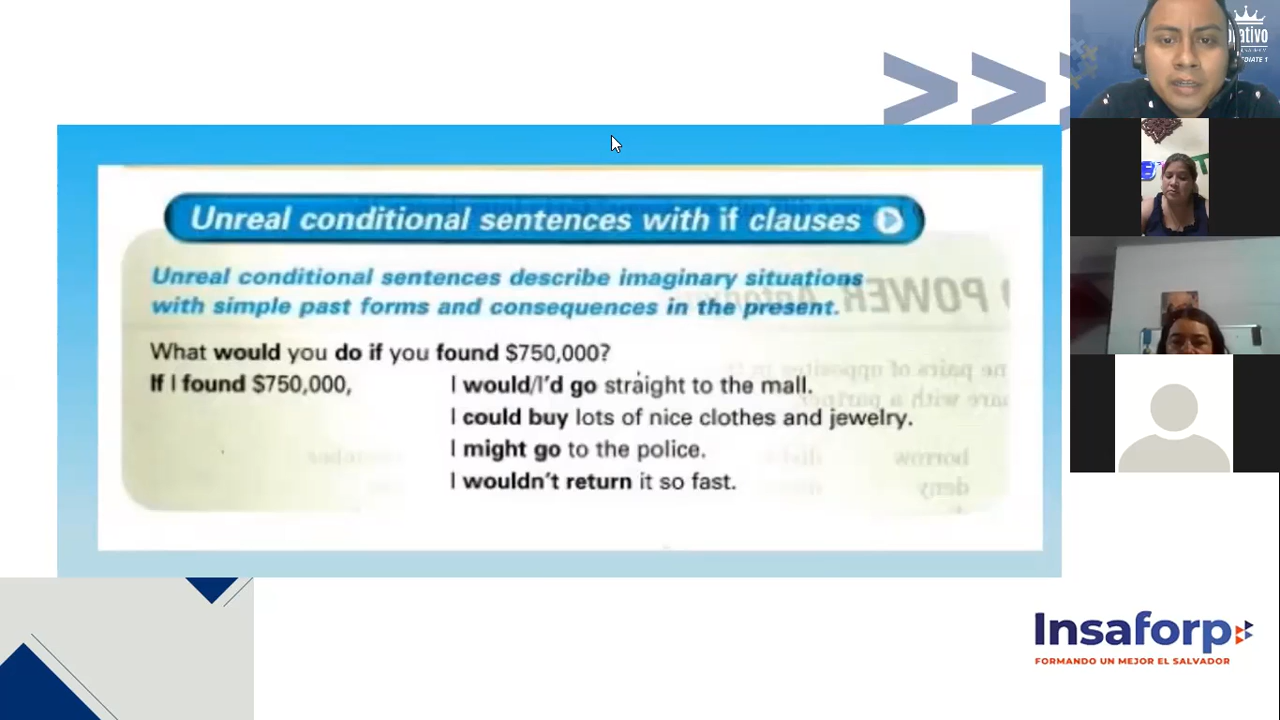 Unreal conditional sentences with if clauses
Unreal conditional sentences describe imaginary situations
with simple past forms and consequences in the present.
What would you do if you found $750,000?
If I found $750,000, I would/I'd go straight to the mall.
I could buy lots of nice clothes and jewelry.
I might go to the police.
I wouldn't return it so fast.
POWER
borrow
deny
Insaforp
FORMANDO UN MEJOR EL SALVADOR